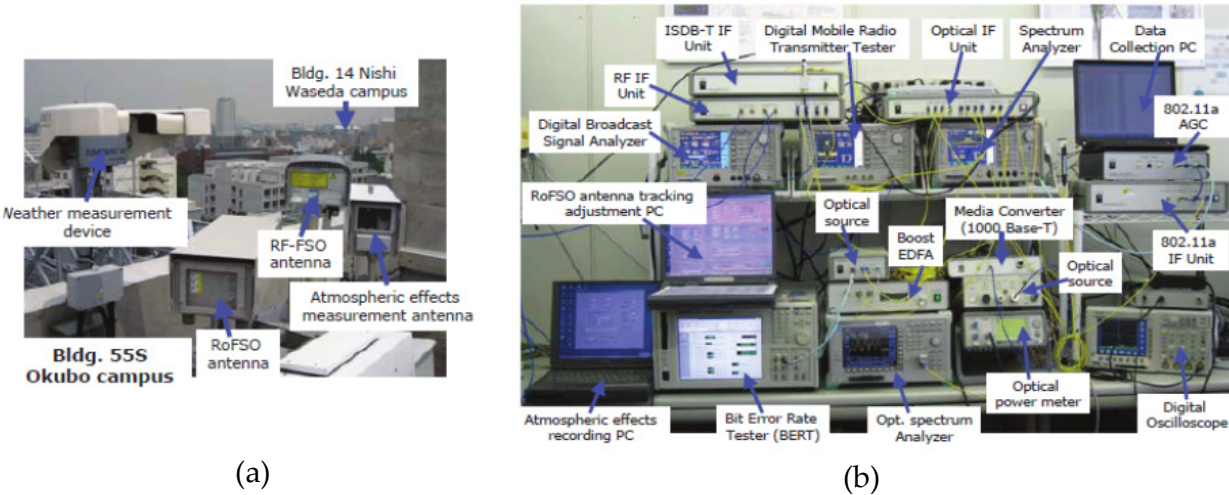 Bldg. 14 Nishi
Waseda campus
Weather measurement
device
RF-FSO
antenna
Atmospheric effects
measurement antenna
RoFSO
antenna
Bldg. 55S
Okubo campus
(a)
ISDB-T IF
Unit
Digital Mobile Radio
Transmitter Tester
Optical IF
Unit
Spectrum
Analyzer
Data
Collection PC
RF IF
Unit
802.11a
AGC
Digital Broadcast
Signal Analyzer
RoFSO antenna tracking
adjustment PC
Optical
source
Media Converter
(1000 Base-T)
Boost
EDFA
802.11a
IF Unit
Optical
source
Atmospheric effects
recording PC
Bit Error Rate
Tester (BERT)
Opt. spectrum
Analyzer
Optical
power meter
Digital
Oscilloscope
(b)